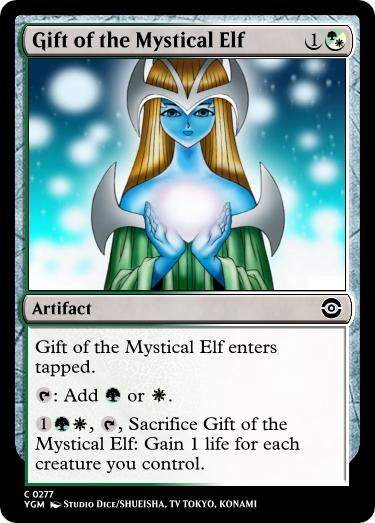 Gift of the Mystical Elf 1
Artifact
Gift of the Mystical Elf enters
tapped.
: Add or .
1 , , Sacrifice Gift of the
Mystical Elf: Gain 1 life for each
creature you control.
C 0277
YGM Studio Dice/SHUEISHA, TV TOKYO, KONAMI